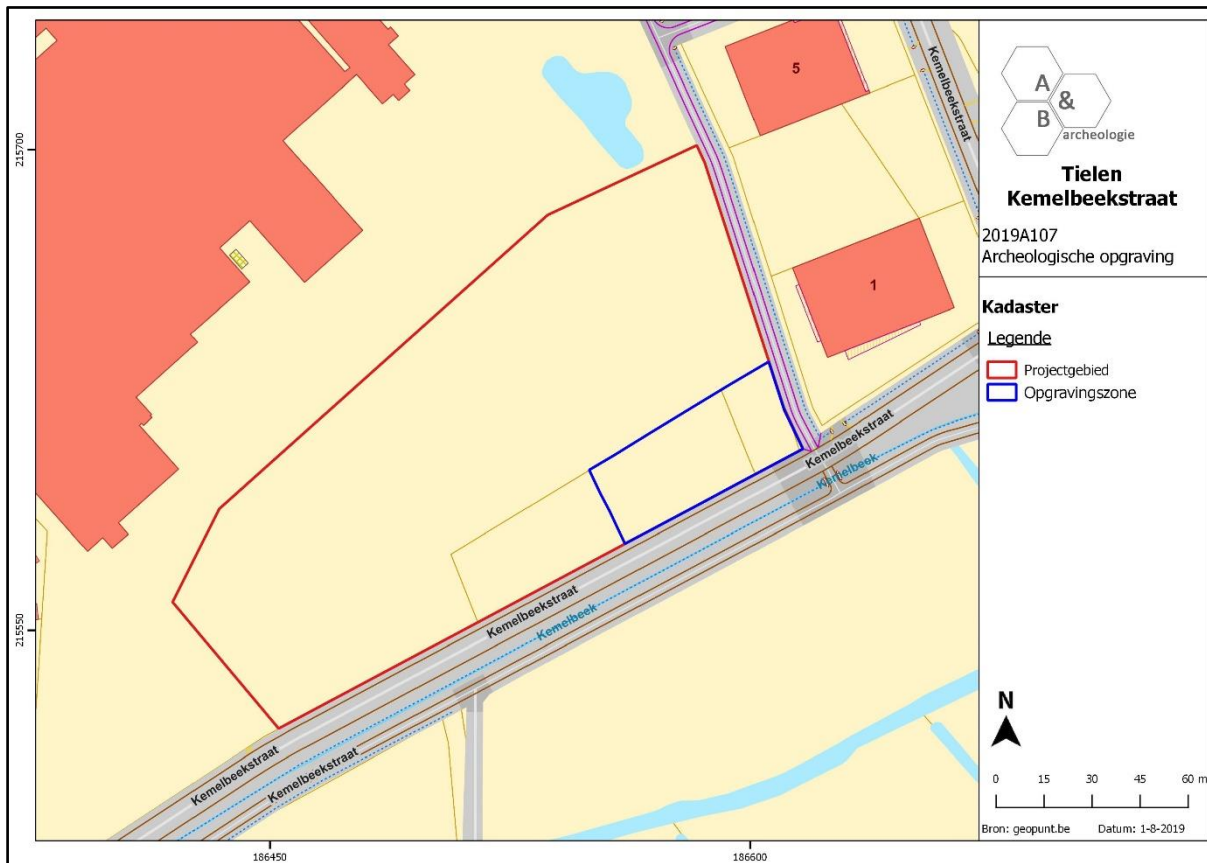 5
Kemelbeekstraat
215700
1
Kemelbeekstraat
Kemelbeek
Kemelbeekstraat
Kemelbeek
215550
Kemelbeekstraat
Kemelbeekstraat
186450
186600
A
&
B
archeologie
Tielen
Kemelbeekstraat
2019A107
Archeologische opgraving
Kadaster
Legende
Projectgebied
Opgravingszone
N
0 15 30 45 60 m
Bron: geopunt.be Datum: 1-8-2019